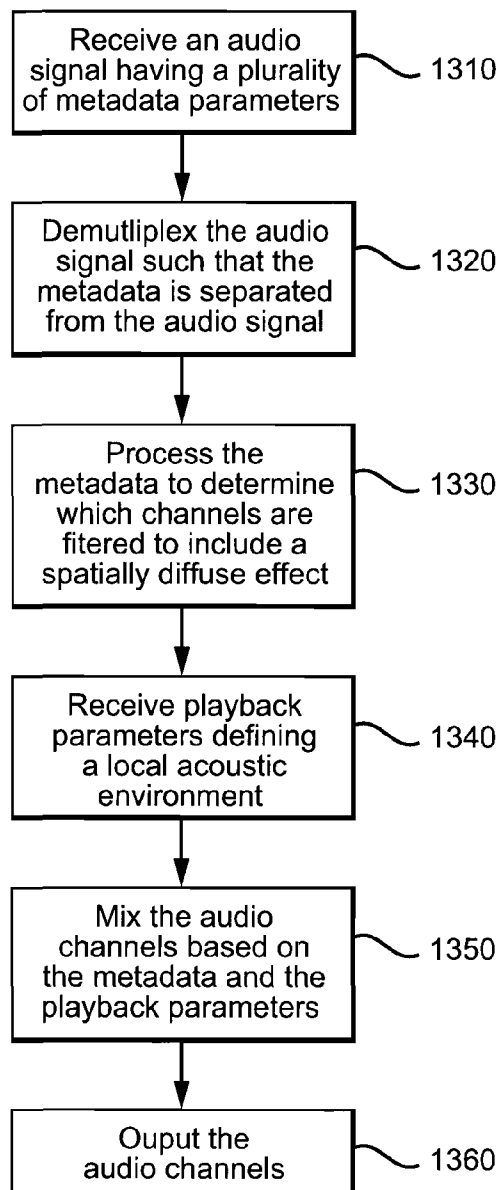 Receive an audio
signal having a plurality
of metadata parameters
1310
Demutliplex the audio
signal such that the
metadata is separated
from the audio signal
1320
Process the
metadata to determine
which channels are
fitered to include a
spatially diffuse effect
1330
Receive playback
parameters defining
a local acoustic
environment
1340
Mix the audio
channels based on
the metadata and the
playback parameters
1350
Ouput the
audio channels
1360